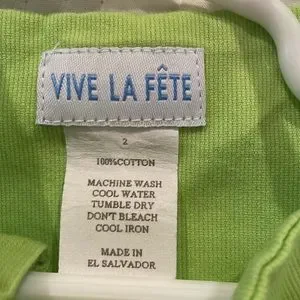 VIVE LA FÊTE
2
100%COTTON
MACHINE WASH
COOL WATER
TUMBLE DRY
DON'T BLEACH
COOL IRON
MADE IN
EL SALVADOR